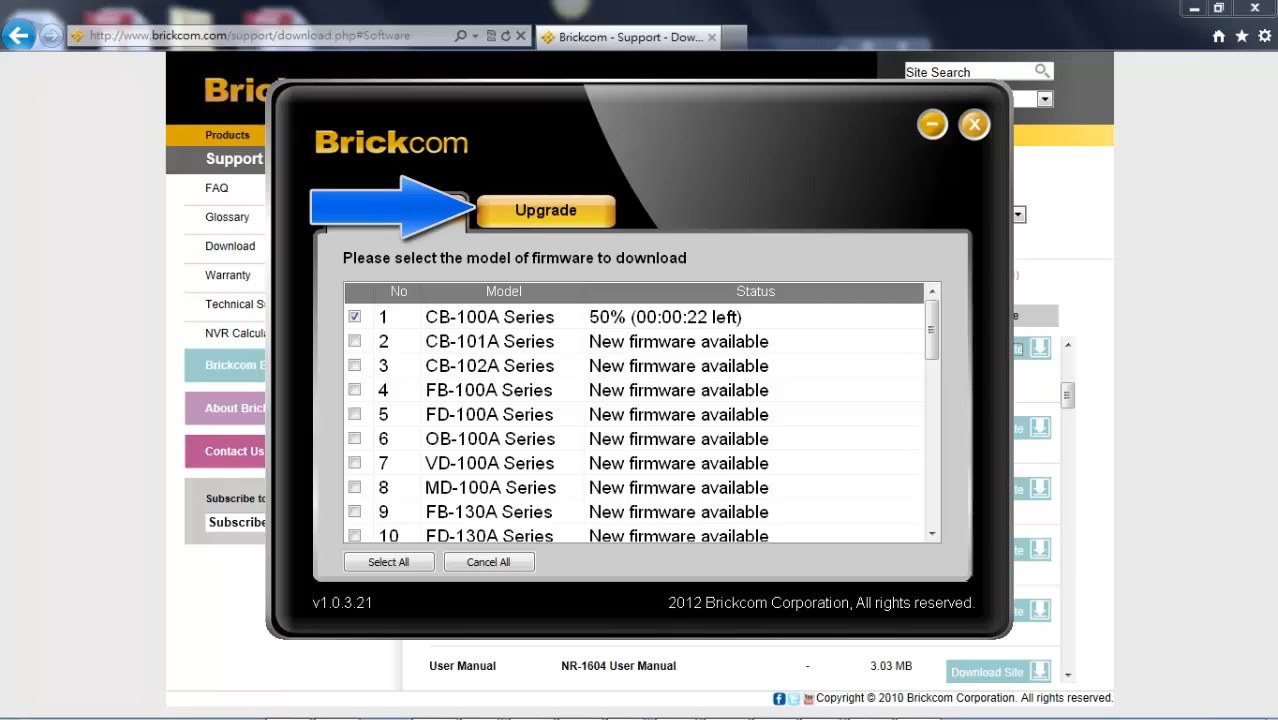 http://www.brickcom.com/support/download.php#Software
Brickcom - Support - Dow...
Site Search
Products
Support
FAQ
Glossary
Download
Warranty
Technical
NVR
Brickcom
About
Contact Us
Subscribe to
Subscribe
Brickcom
Upgrade
Please select the model of firmware to download
No Model Status
1 CB-100A Series 50% (00:00:22 left)
2 CB-101A Series New firmware available
3 CB-102A Series New firmware available
4 FB-100A Series New firmware available
5 FD-100A Series New firmware available
6 OB-100A Series New firmware available
7 VD-100A Series New firmware available
8 MD-100A Series New firmware available
9 FB-130A Series New firmware available
10 FD-130A Series New firmware available
Select All Cancel All
v1.0.3.21 2012 Brickcom Corporation, All rights reserved.
User Manual NR-1604 User Manual - 3.03 MB Download Site
Copyright © 2010 Brickcom Corporation. All rights reserved.